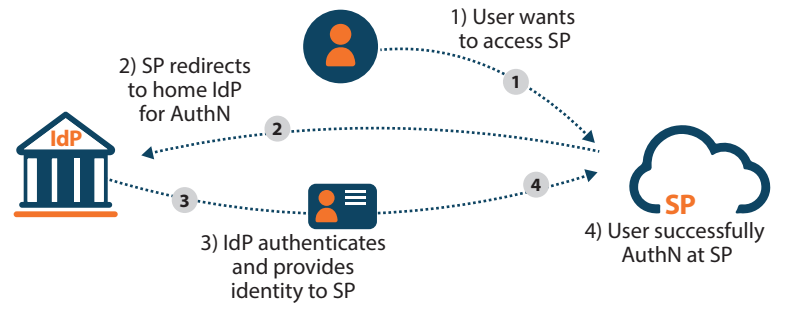 1) User wants
to access SP
2) SP redirects
to home IdP
for AuthN
1
2
IdP
3
4
SP
3) IdP authenticates
and provides
identity to SP
4) User successfully
AuthN at SP